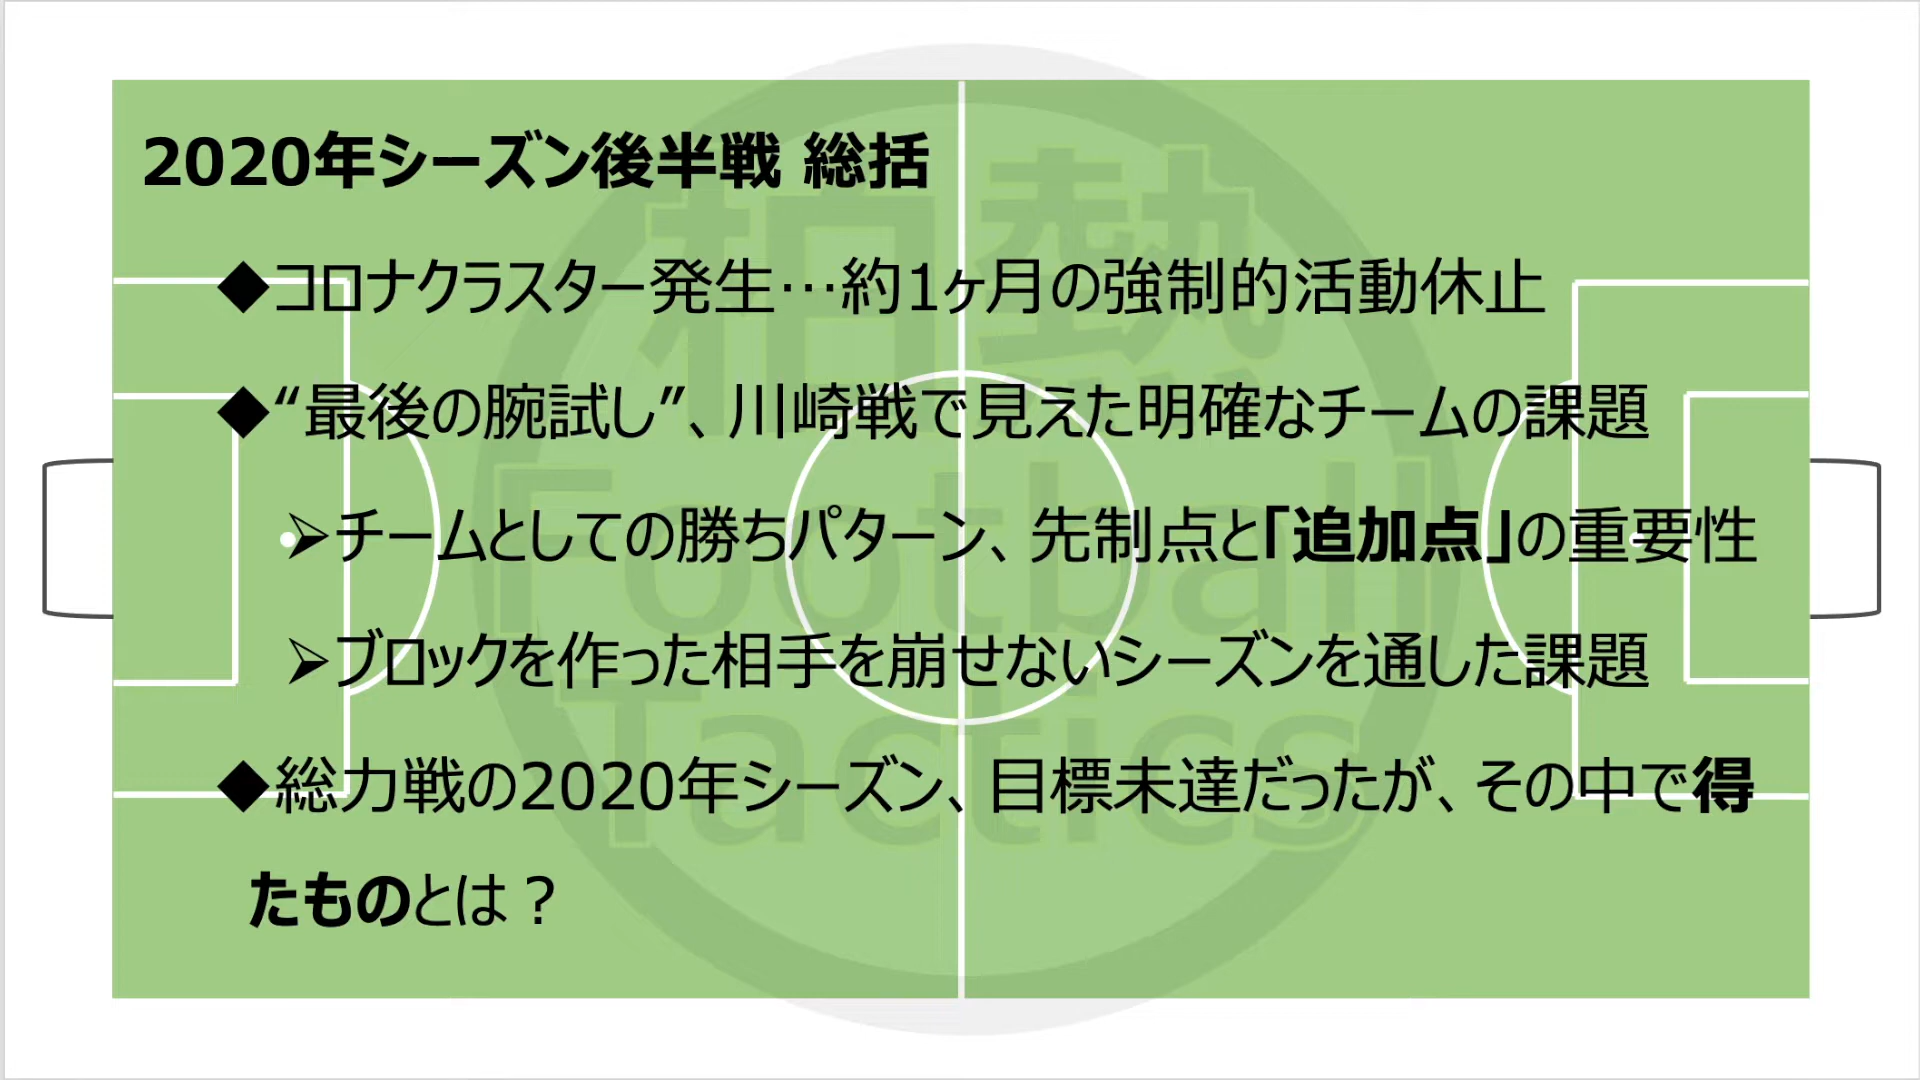 2020年シーズン後半戦 総括
◆コロナクラスター発生…約1ヶ月の強制的活動休止
◆“最後の腕試し”、川崎戦で見えた明確なチームの課題
➢チームとしての勝ちパターン、先制点と「追加点」の重要性
➢ブロックを作った相手を崩せないシーズンを通した課題
◆総力戦の2020年シーズン、目標未達だったが、その中で得
たものとは？
柏熱
Football
Tactics